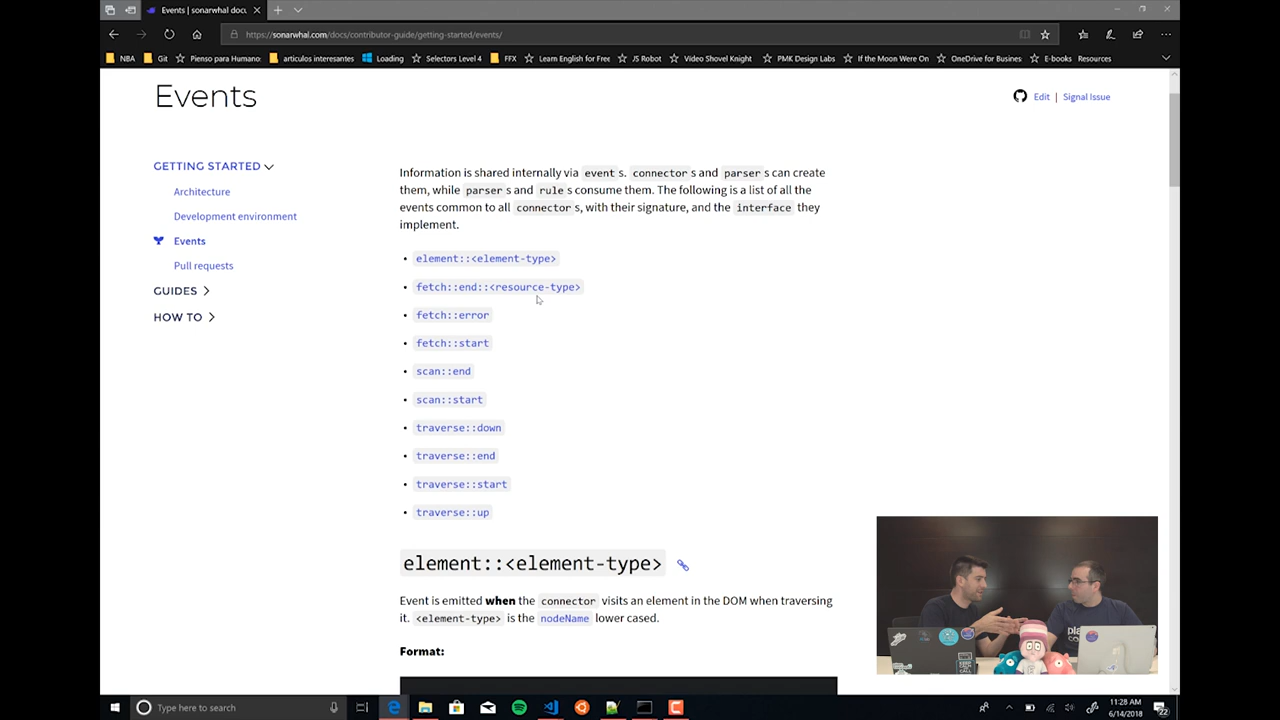 Events | sonarwhal docu
https://sonarwhal.com/docs/contributor-guide/getting-started/events/
NBA Git Pienso para Humano: articulos interesantes Loading Selectors Level 4 FFX Learn English for Free JS Robot Video Shovel Knight PMK Design Labs If the Moon Were On OneDrive for Busines E-books Resources
Events
Edit | Signal Issue
GETTING STARTED
Architecture
Development environment
Events
Pull requests
GUIDES
HOW TO
Information is shared internally via event s. connector s and parser s can create
them, while parser s and rule s consume them. The following is a list of all the
events common to all connector s, with their signature, and the interface they
implement.
element::<element-type>
fetch::end::<resource-type>
fetch::error
fetch::start
scan::end
scan::start
traverse::down
traverse::end
traverse::start
traverse::up
element::<element-type>
Event is emitted when the connector visits an element in the DOM when traversing
it. <element-type> is the nodeName lower cased.
Format:
Type here to search
11:28 AM
6/14/2018
22